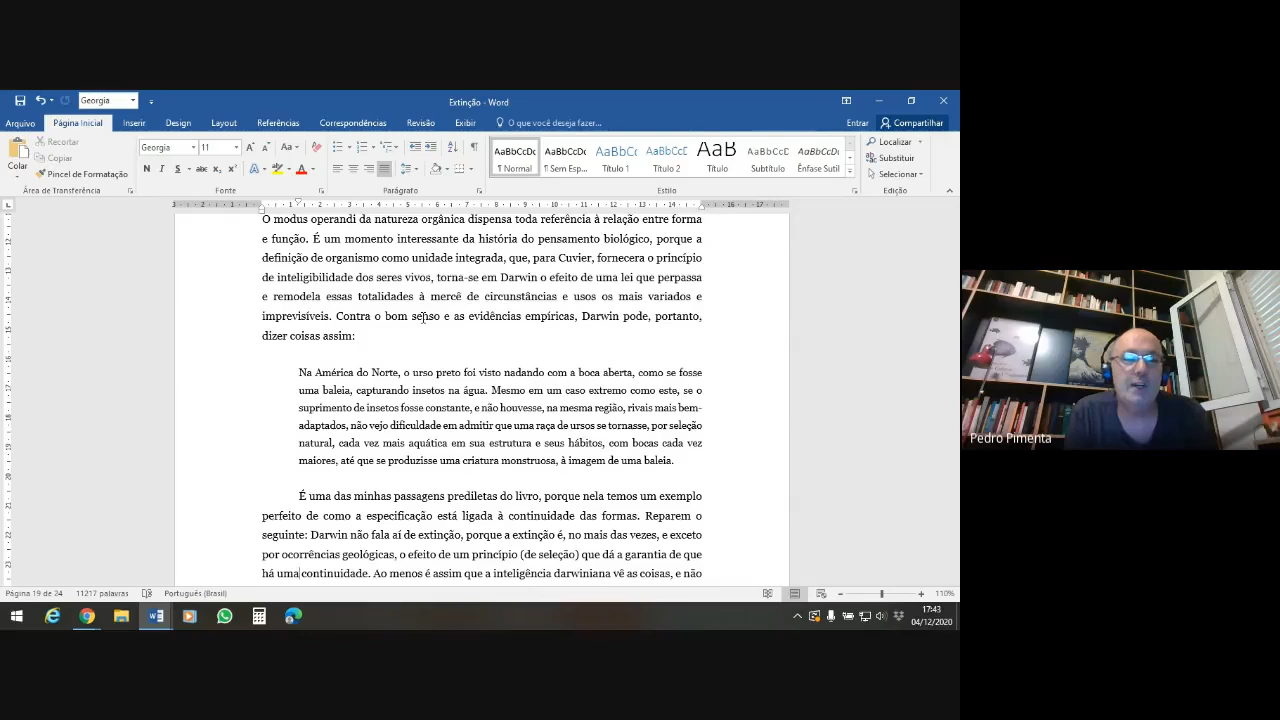 Georgia
Extinção - Word
Arquivo Página Inicial Inserir Design Layout Referências Correspondências Revisão Exibir O que você deseja fazer... Entrar Compartilhar
Colar
Recortar
Copiar
Pincel de Formatação
Área de Transferência
Georgia 11
Fonte
Parágrafo
AaBbCcDc AaBbCcDc AaBbCc AaBbCcC AaB AaBbCcC AaBbCcDc
¶ Normal ¶ Sem Esp... Título 1 Título 2 Título Subtítulo Ênfase Sutil
Estilo
Localizar
Substituir
Selecionar
Edição
O modus operandi da natureza orgânica dispensa toda referência à relação entre forma
e função. É um momento interessante da história do pensamento biológico, porque a
definição de organismo como unidade integrada, que, para Cuvier, fornecera o princípio
de inteligibilidade dos seres vivos, torna-se em Darwin o efeito de uma lei que perpassa
e remodela essas totalidades à mercê de circunstâncias e usos os mais variados e
imprevisíveis. Contra o bom senso e as evidências empíricas, Darwin pode, portanto,
dizer coisas assim:
Na América do Norte, o urso preto foi visto nadando com a boca aberta, como se fosse
uma baleia, capturando insetos na água. Mesmo em um caso extremo como este, se o
suprimento de insetos fosse constante, e não houvesse, na mesma região, rivais mais bem-
adaptados, não vejo dificuldade em admitir que uma raça de ursos se tornasse, por seleção
natural, cada vez mais aquática em sua estrutura e seus hábitos, com bocas cada vez
maiores, até que se produzisse uma criatura monstruosa, à imagem de uma baleia.
É uma das minhas passagens prediletas do livro, porque nela temos um exemplo
perfeito de como a especificação está ligada à continuidade das formas. Reparem o
seguinte: Darwin não fala aí de extinção, porque a extinção é, no mais das vezes, e exceto
por ocorrências geológicas, o efeito de um princípio (de seleção) que dá a garantia de que
há uma continuidade. Ao menos é assim que a inteligência darwiniana vê as coisas, e não
Página 19 de 24 11217 palavras Português (Brasil) 110%
17:43
04/12/2020
Pedro Pimenta